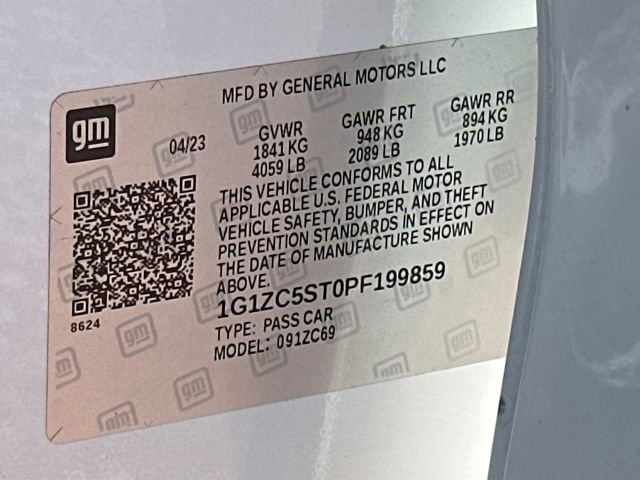 MFD BY GENERAL MOTORS LLC
gm
04/23
GVWR
1841 KG
4059 LB
GAWR FRT
948 KG
2089 LB
GAWR RR
894 KG
1970 LB
THIS VEHICLE CONFORMS TO ALL
APPLICABLE U.S. FEDERAL MOTOR
VEHICLE SAFETY, BUMPER, AND THEFT
PREVENTION STANDARDS IN EFFECT ON
THE DATE OF MANUFACTURE SHOWN
ABOVE.
8624
1G1ZC5ST0PF199859
TYPE: PASS CAR
MODEL: 091ZC69